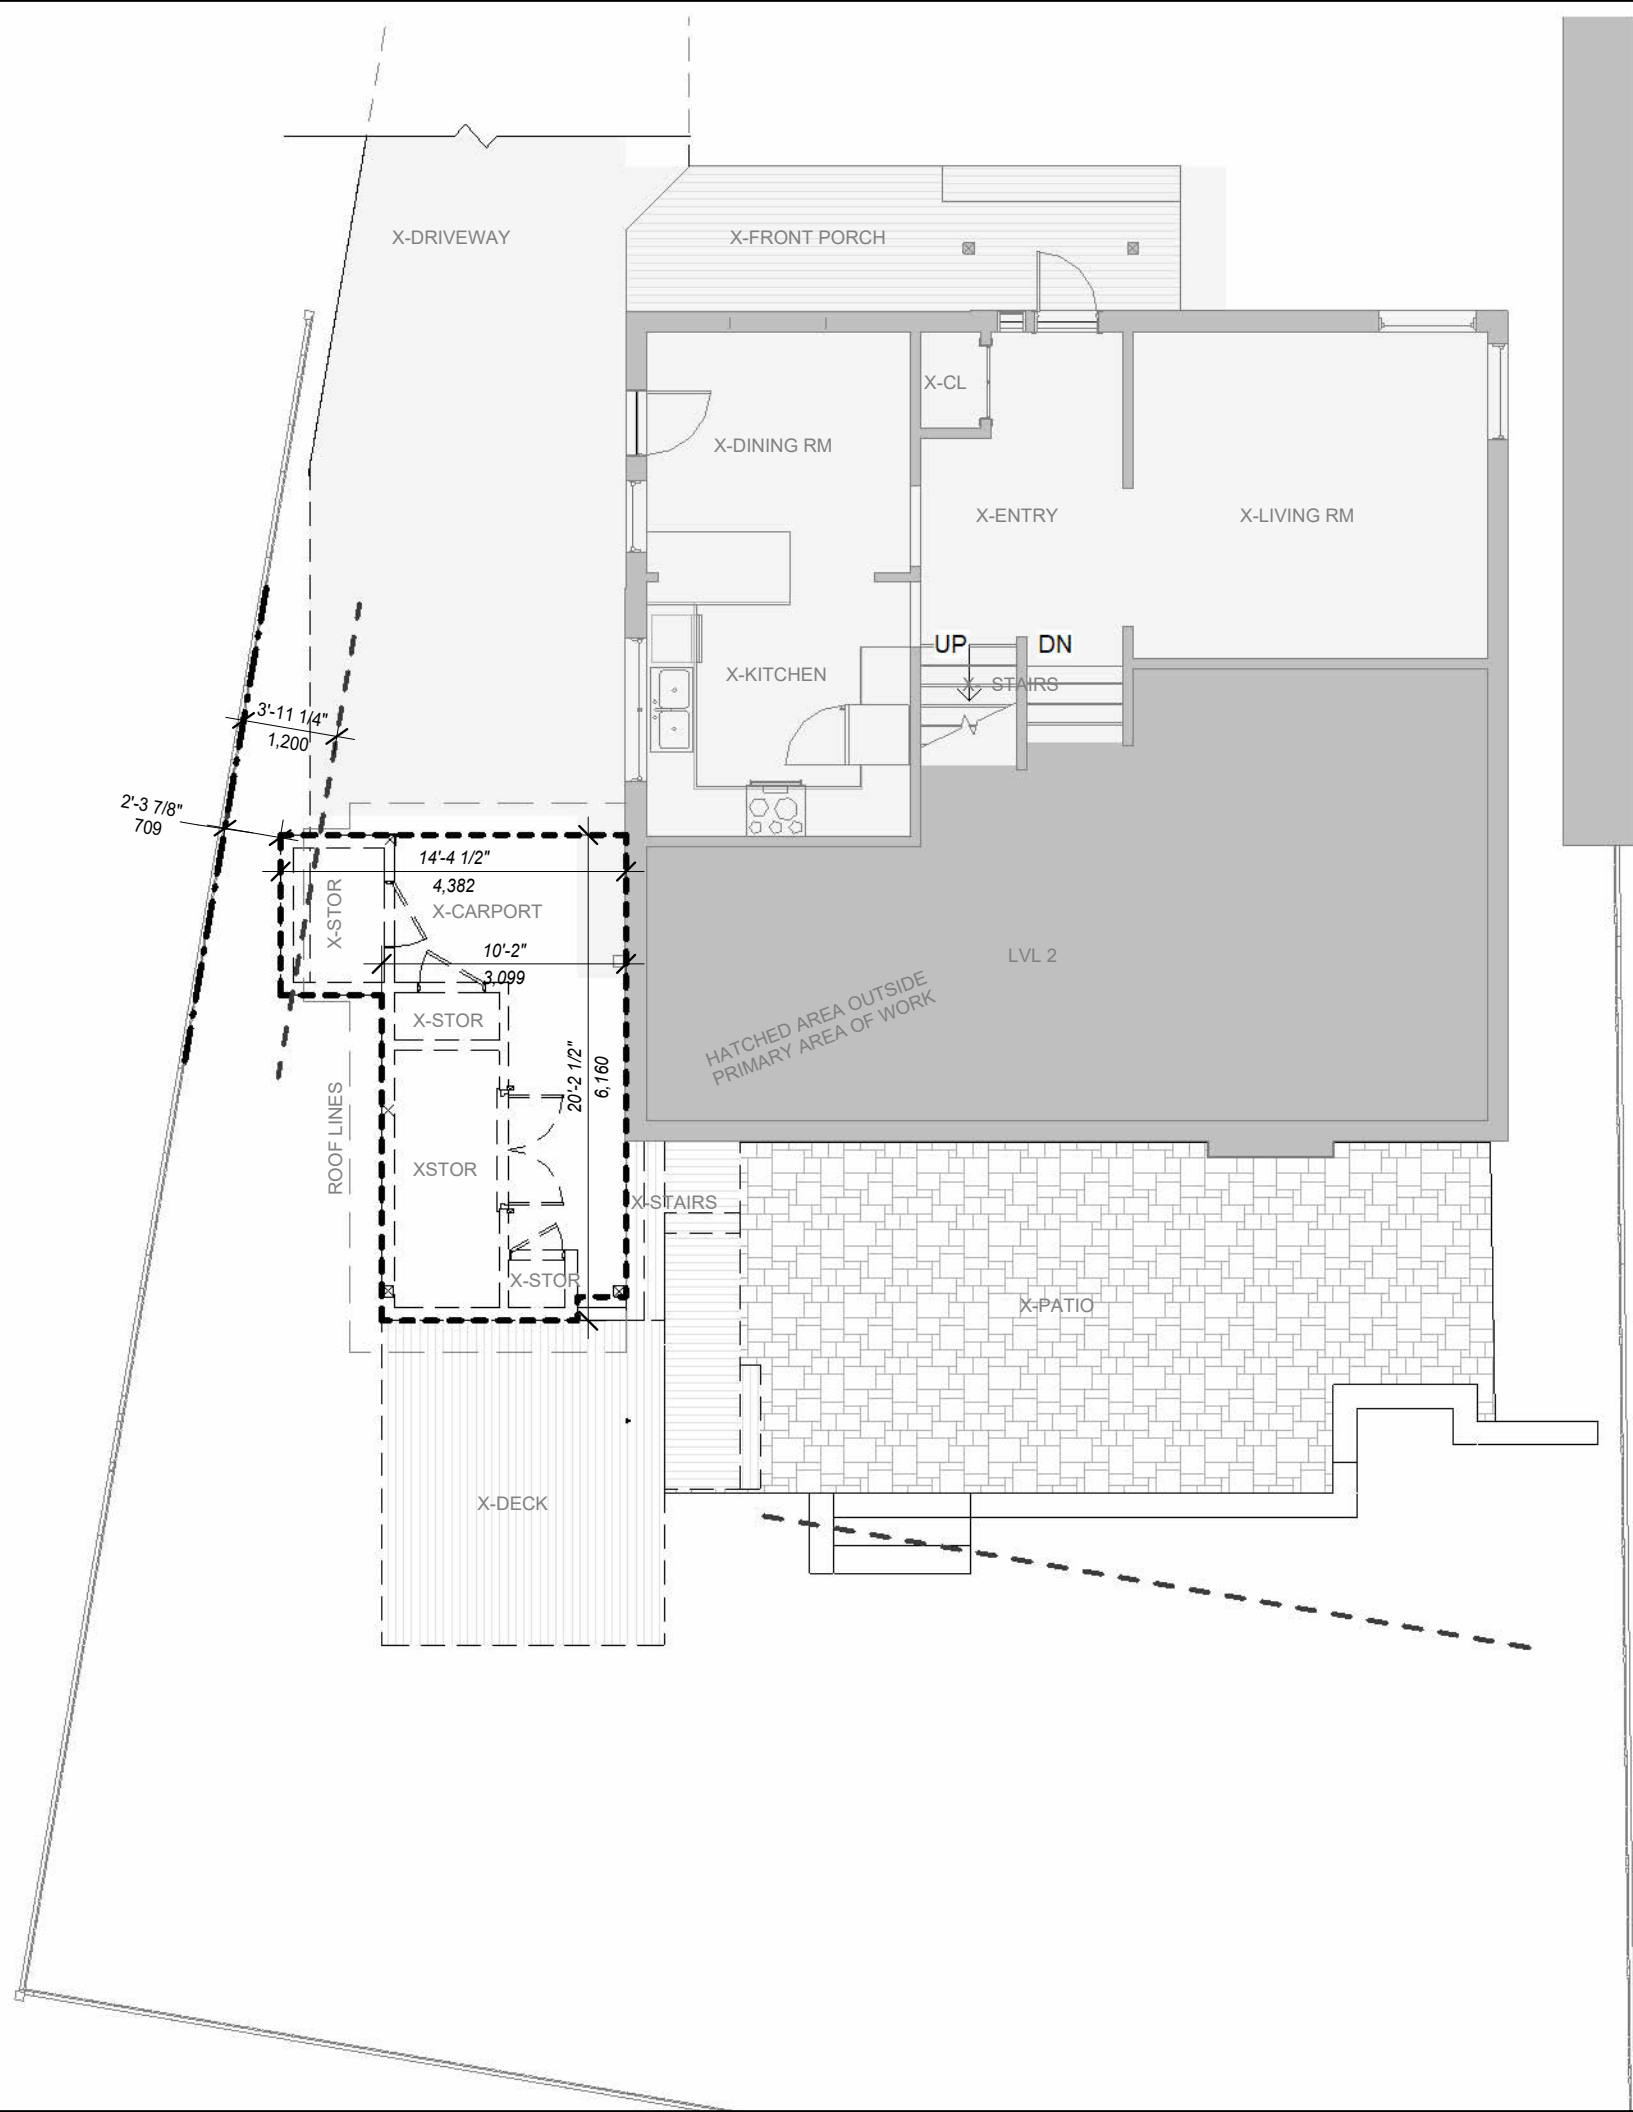 X-DRIVEWAY
X-FRONT PORCH
X-CL
X-DINING RM
X-ENTRY
X-LIVING RM
UP
DN
X-KITCHEN
X- STAIRS
3'-11 1/4"
1,200
2'-3 7/8"
709
14'-4 1/2"
4,382
X-STOR
X-CARPORT
10'-2"
3,099
LVL 2
HATCHED AREA OUTSIDE
PRIMARY AREA OF WORK
X-STOR
20'-2 1/2"
6,160
ROOF LINES
XSTOR
X-STAIRS
X-STOR
X-PATIO
X-DECK